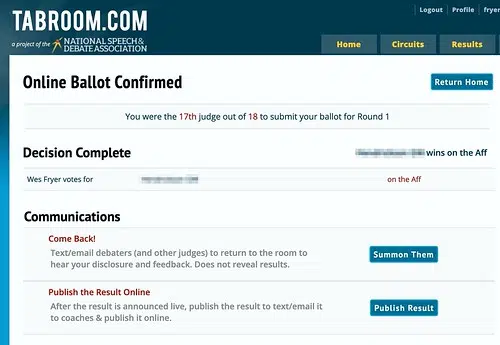 Logout Profile fryer
TABROOM.COM
a project of the NATIONAL SPEECH & DEBATE ASSOCIATION
Home Circuits Results
Online Ballot Confirmed
Return Home
You were the 17th judge out of 18 to submit your ballot for Round 1
Decision Complete
wins on the Aff
Wes Fryer votes for on the Aff
Communications
Come Back!
Text/email debaters (and other judges) to return to the room to
hear your disclosure and feedback. Does not reveal results.
Summon Them
Publish the Result Online
After the result is announced live, publish the result to text/email it
to coaches & publish it online.
Publish Result